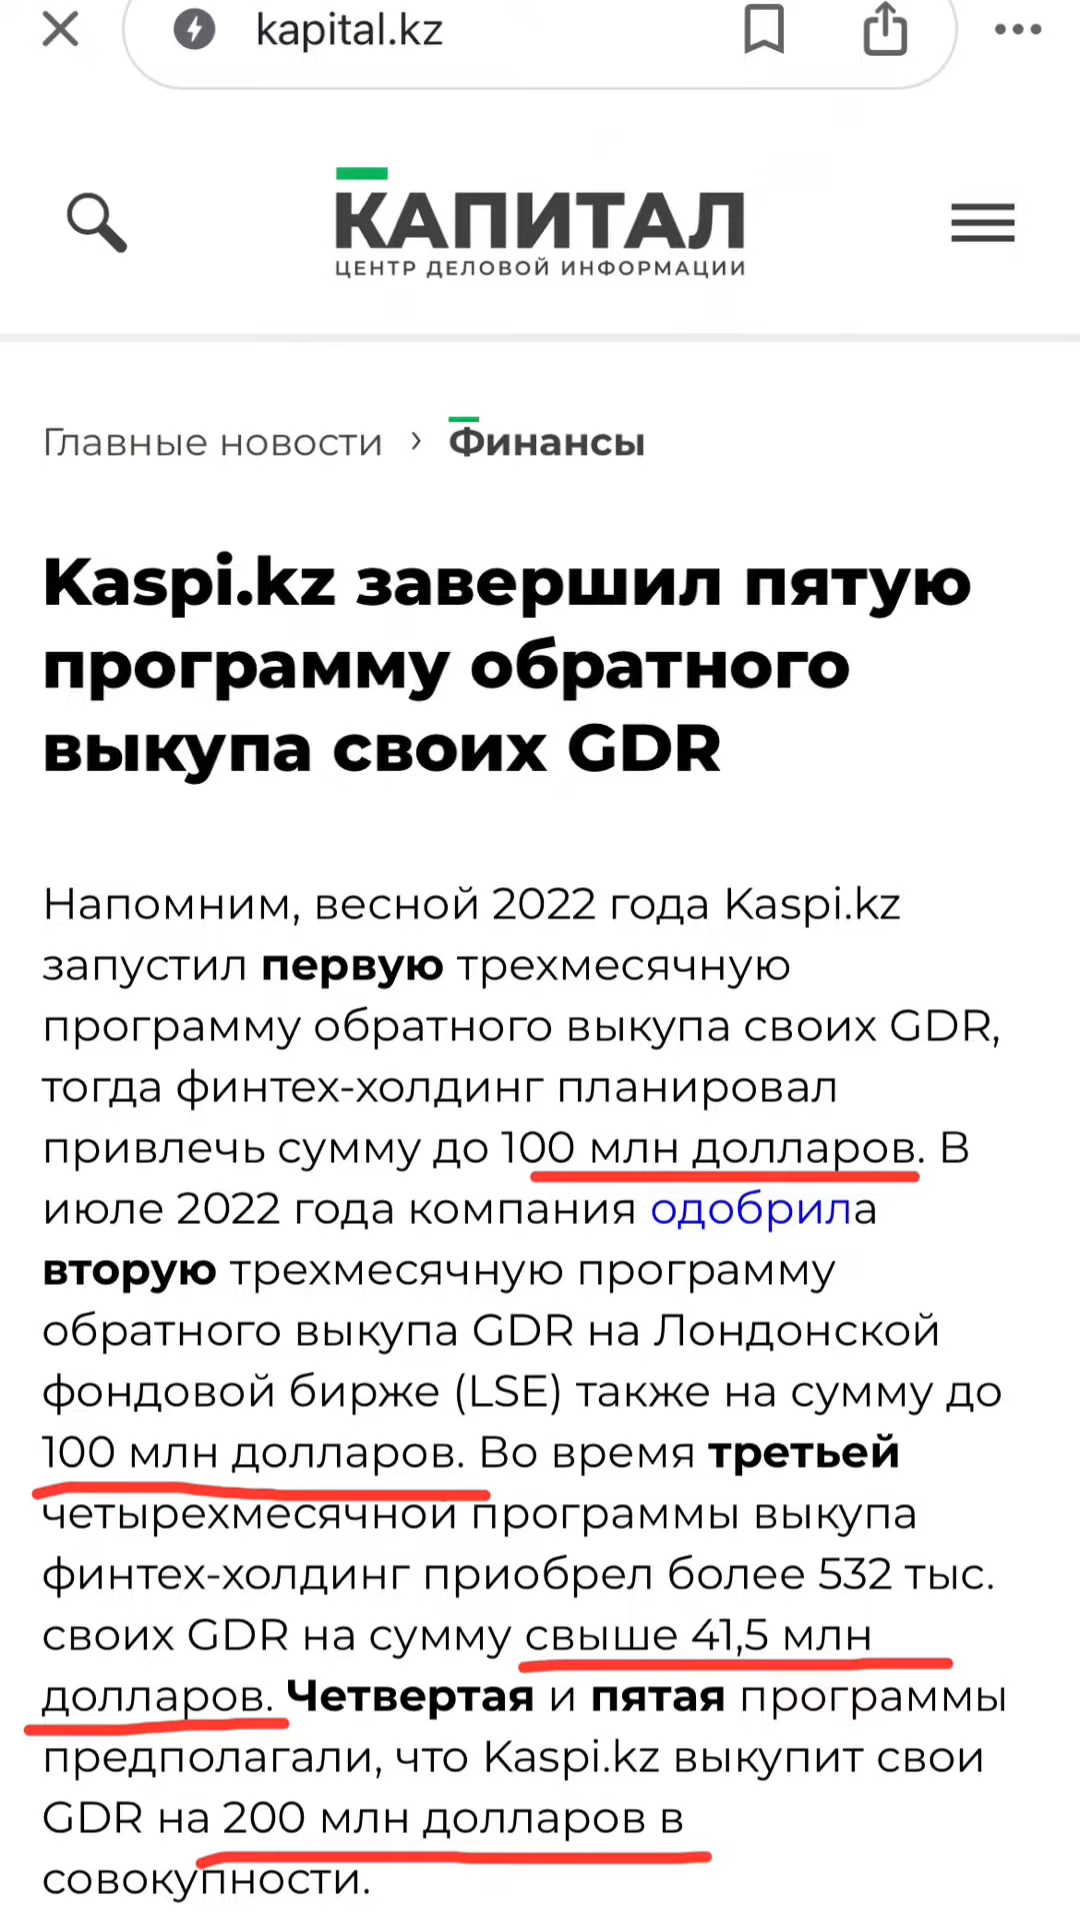 kapital.kz
КАПИТАЛ
ЦЕНТР ДЕЛОВОЙ ИНФОРМАЦИИ
Главные новости › Финансы
Kaspi.kz завершил пятую
программу обратного
выкупа своих GDR
Напомним, весной 2022 года Kaspi.kz
запустил первую трехмесячную
программу обратного выкупа своих GDR,
тогда финтех-холдинг планировал
привлечь сумму до 100 млн долларов. В
июле 2022 года компания одобрила
вторую трехмесячную программу
обратного выкупа GDR на Лондонской
фондовой бирже (LSE) также на сумму до
100 млн долларов. Во время третьей
четырехмесячной программы выкупа
финтех-холдинг приобрел более 532 тыс.
своих GDR на сумму свыше 41,5 млн
долларов. Четвертая и пятая программы
предполагали, что Kaspi.kz выкупит свои
GDR на 200 млн долларов в
совокупности.